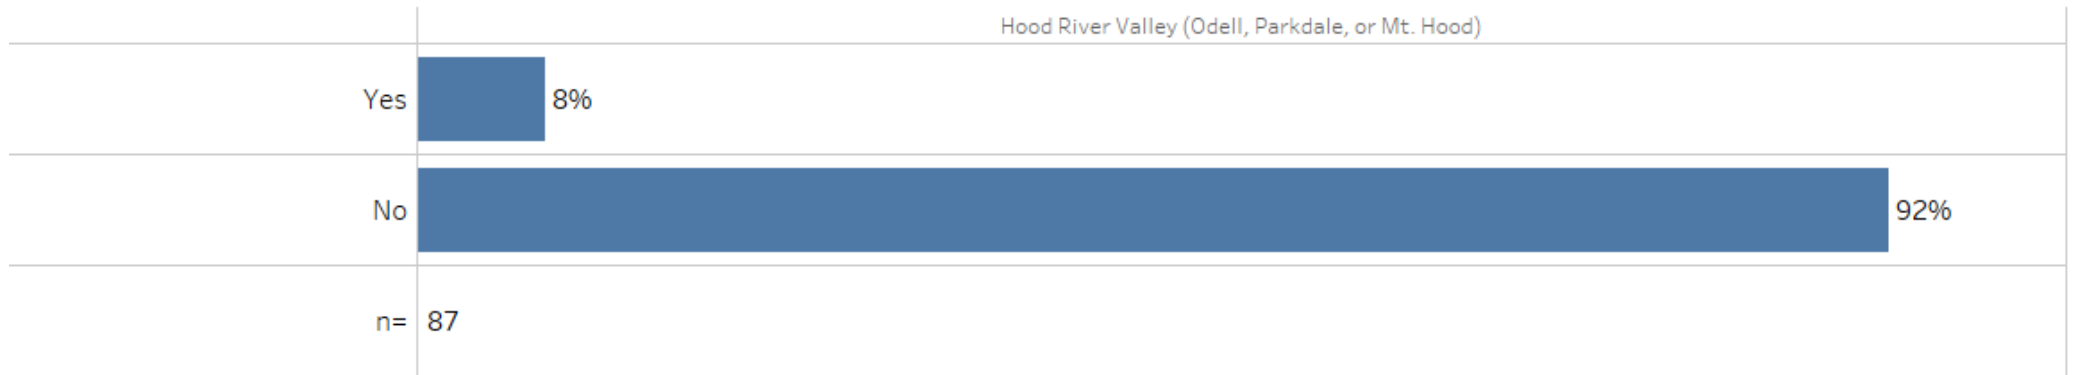 Hood River Valley (Odell, Parkdale, or Mt. Hood)
Yes 8%
No 92%
n= 87